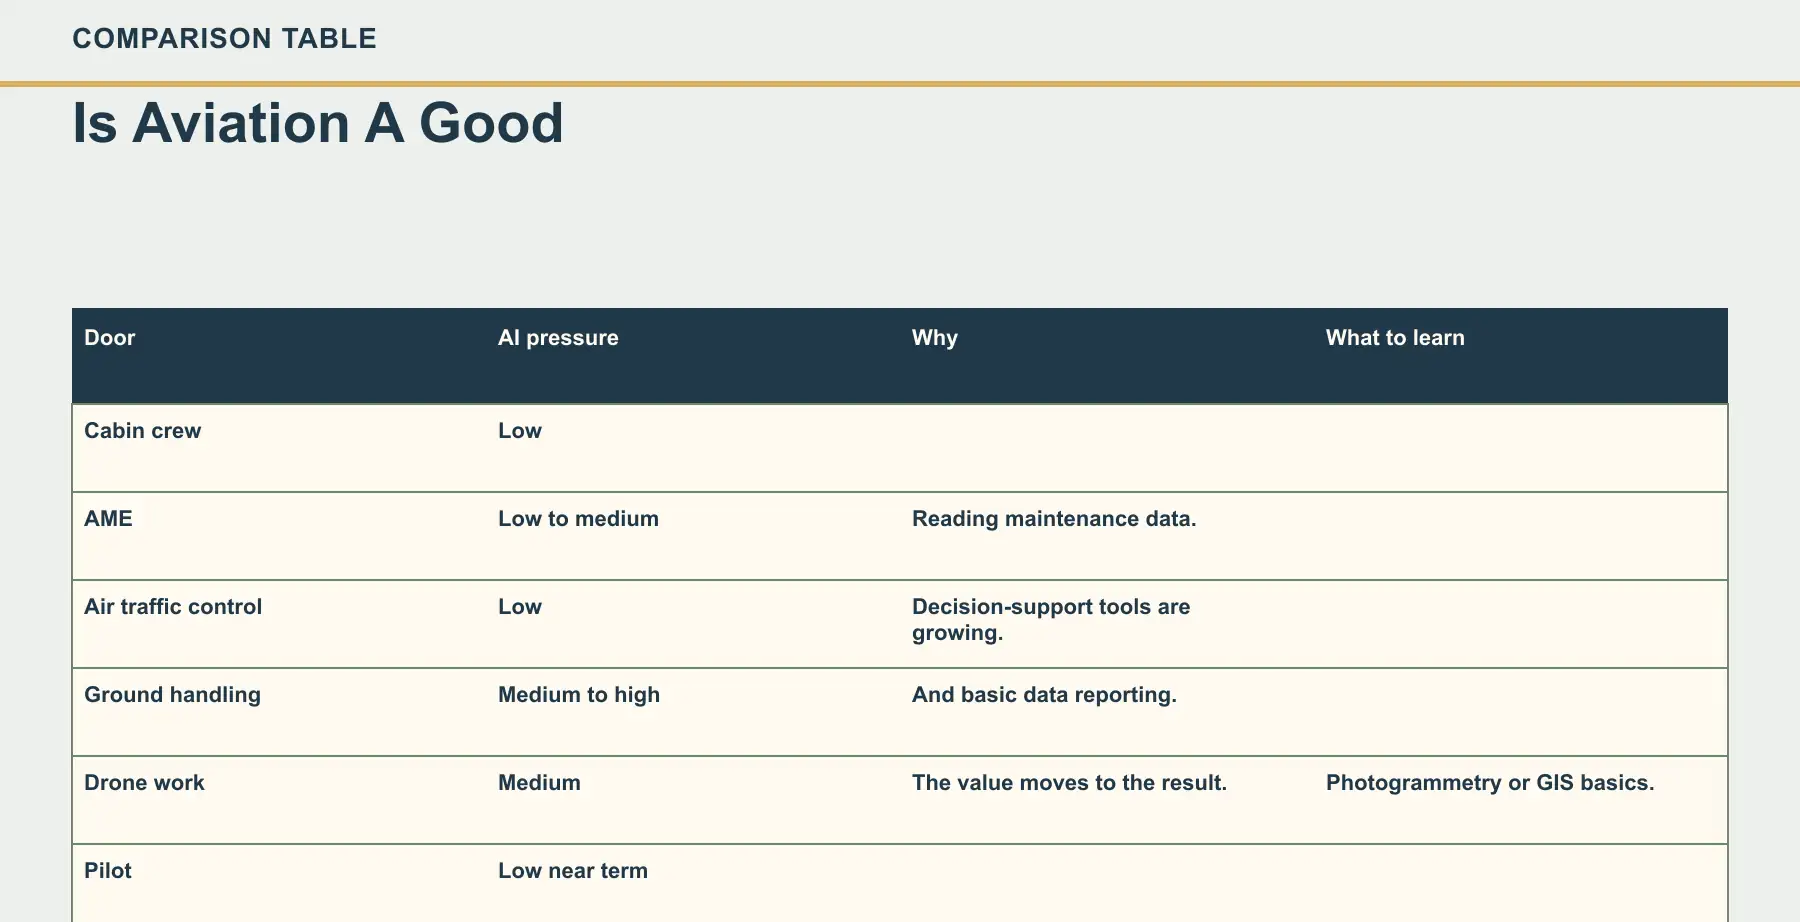 COMPARISON TABLE
Is Aviation A Good
Door AI pressure Why What to learn
Cabin crew Low
AME Low to medium Reading maintenance data.
Air traffic control Low Decision-support tools are
growing.
Ground handling Medium to high And basic data reporting.
Drone work Medium The value moves to the result. Photogrammetry or GIS basics.
Pilot Low near term